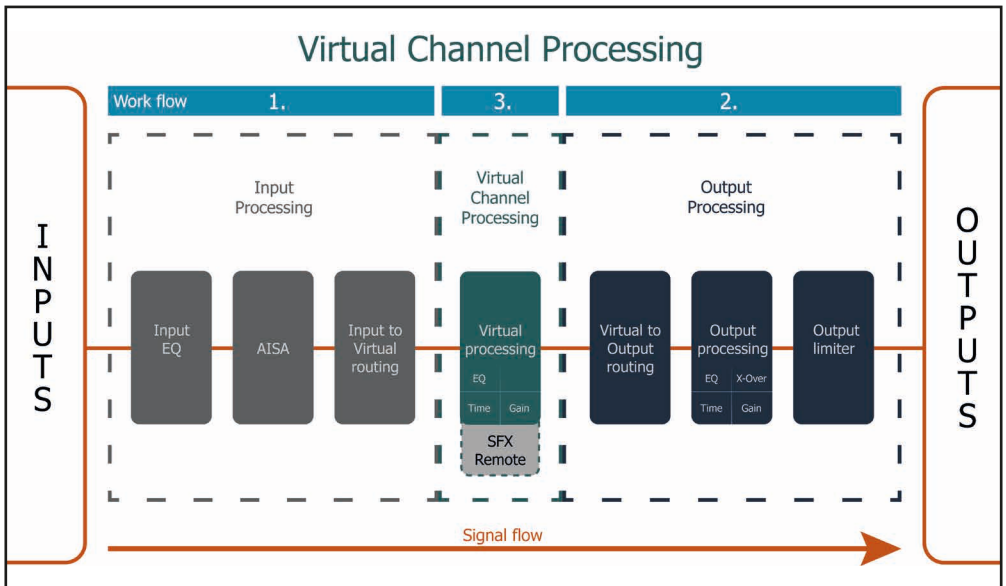 Virtual Channel Processing
Work flow 1. 3. 2.
INPUTS
Input
Processing
Virtual
Channel
Processing
Output
Processing
Input
EQ
AISA
Input to
Virtual
routing
Virtual
processing
EQ
Time Gain
SFX
Remote
Virtual to
Output
routing
Output
processing
EQ X-Over
Time Gain
Output
limiter
OUTPUTS
Signal flow